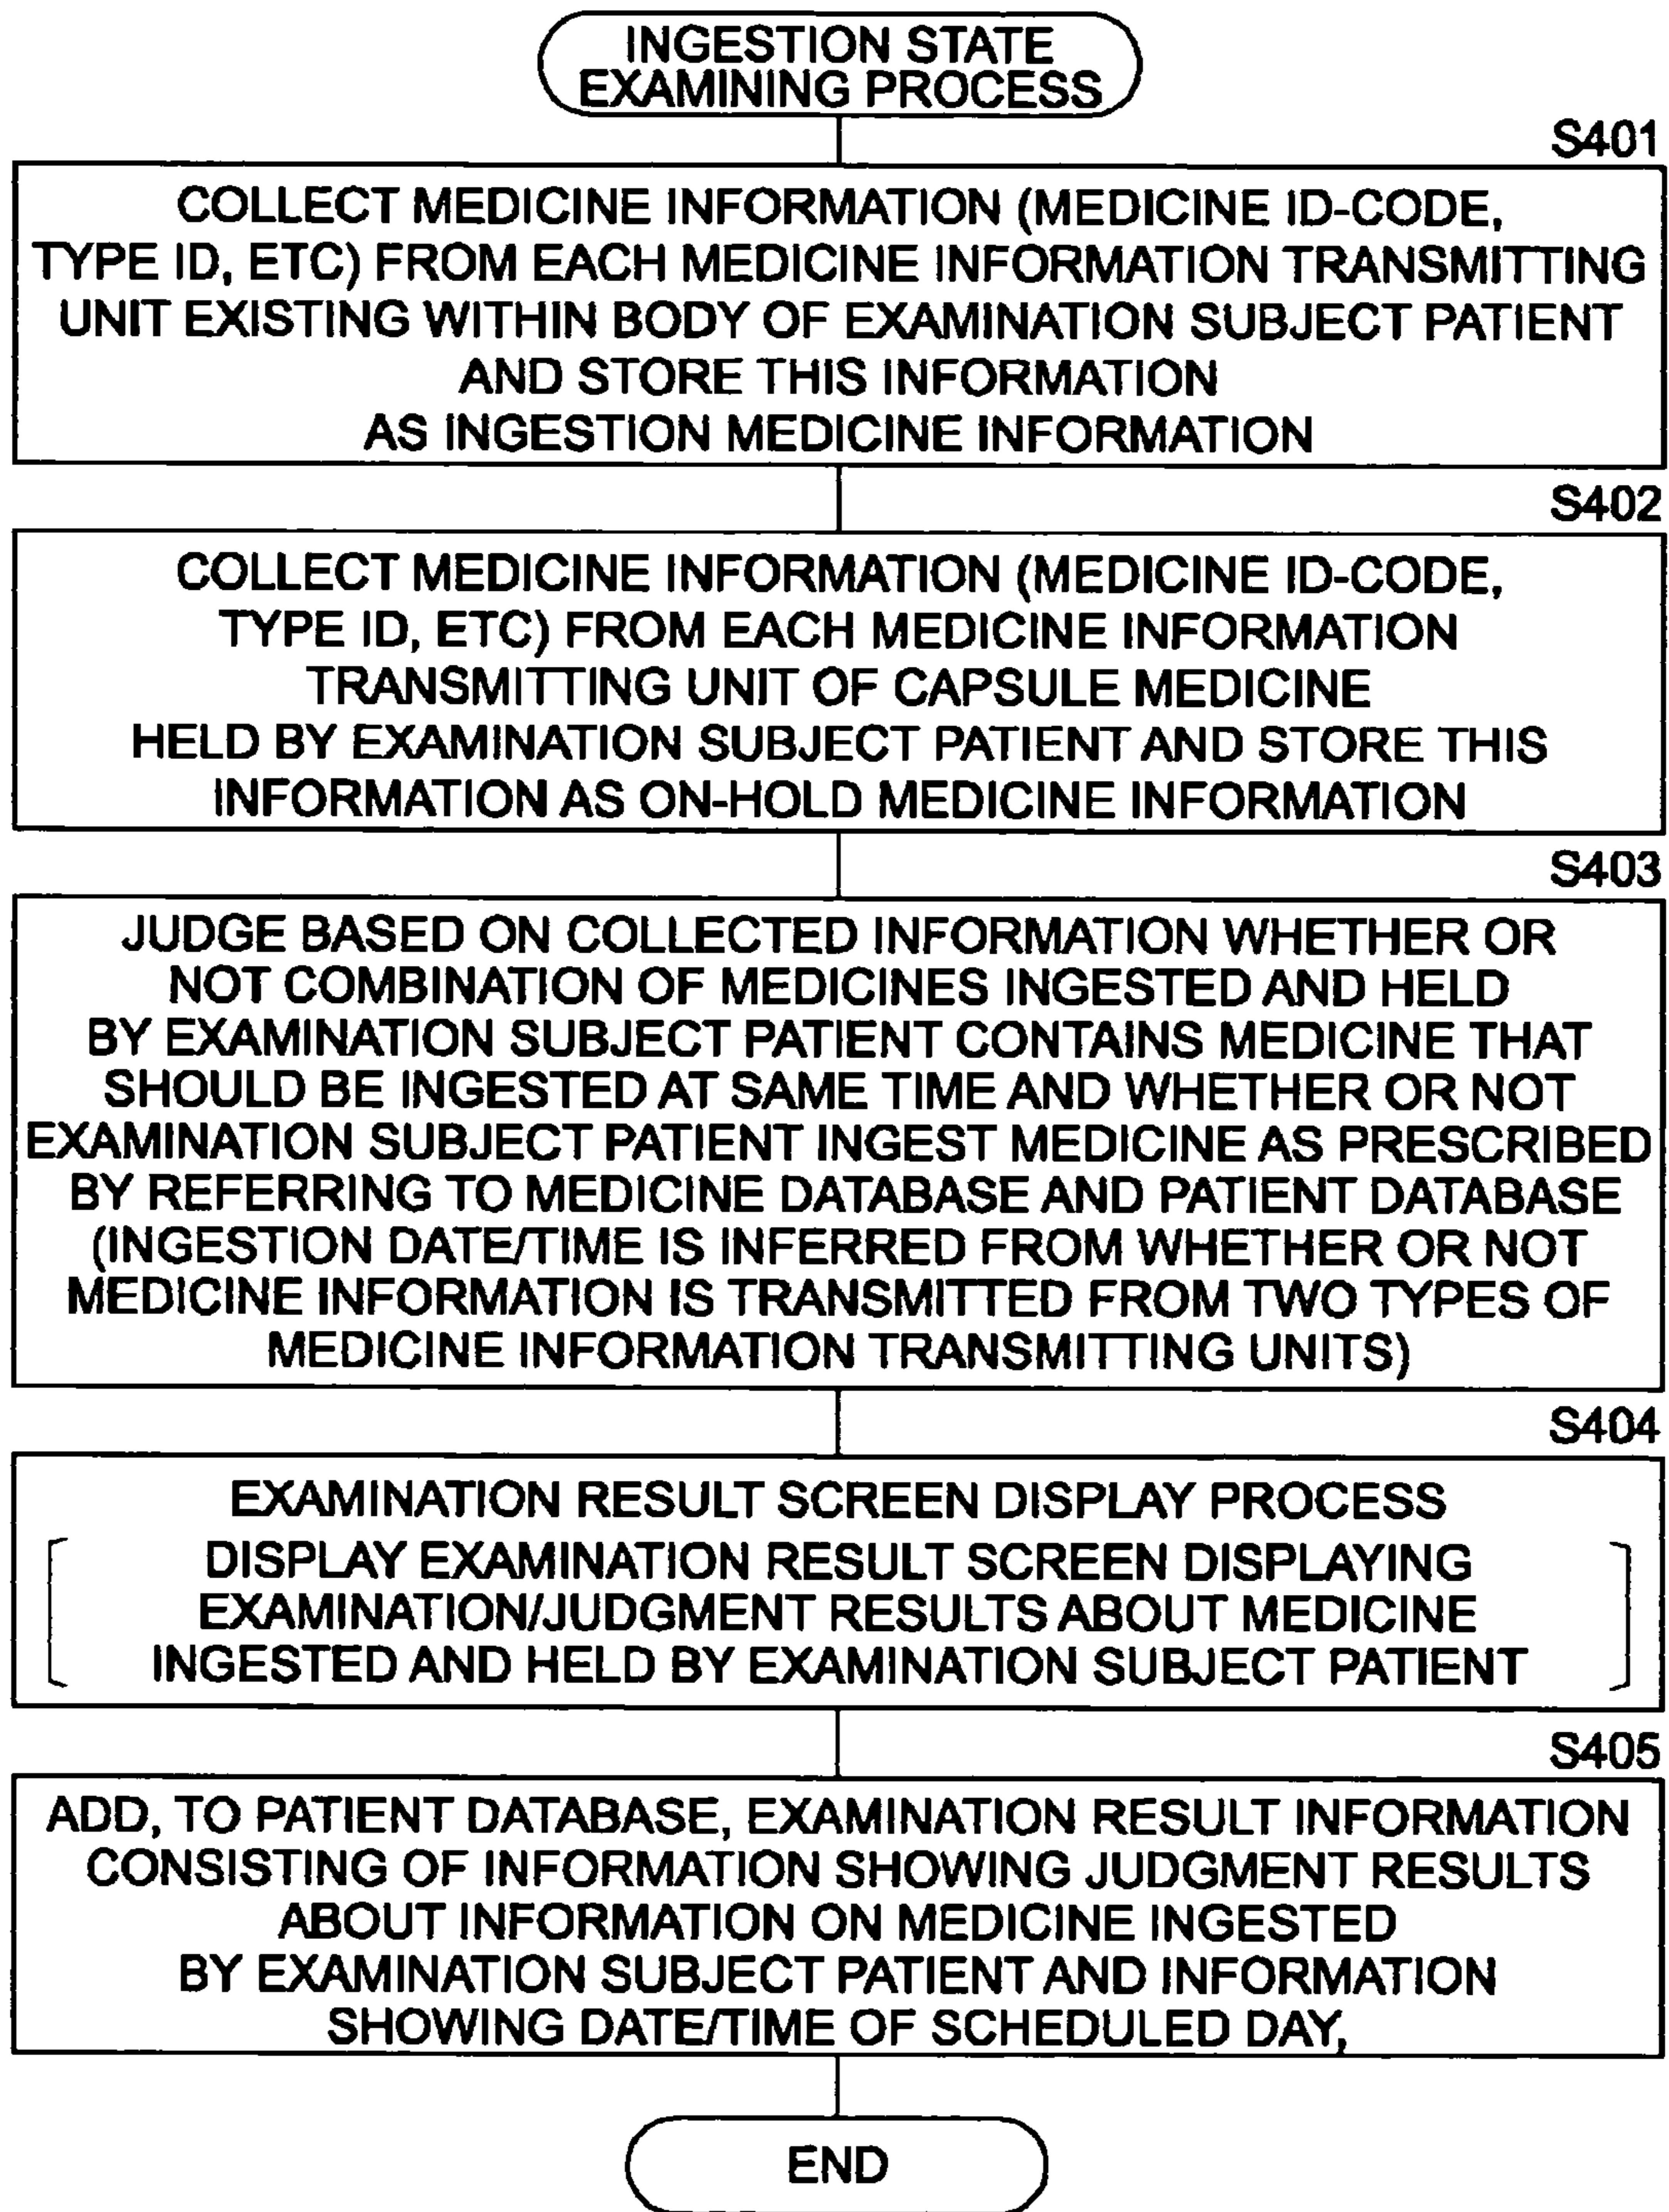 INGESTION STATE
EXAMINING PROCESS
S401
COLLECT MEDICINE INFORMATION (MEDICINE ID-CODE,
TYPE ID, ETC) FROM EACH MEDICINE INFORMATION TRANSMITTING
UNIT EXISTING WITHIN BODY OF EXAMINATION SUBJECT PATIENT
AND STORE THIS INFORMATION
AS INGESTION MEDICINE INFORMATION
S402
COLLECT MEDICINE INFORMATION (MEDICINE ID-CODE,
TYPE ID, ETC) FROM EACH MEDICINE INFORMATION
TRANSMITTING UNIT OF CAPSULE MEDICINE
HELD BY EXAMINATION SUBJECT PATIENT AND STORE THIS
INFORMATION AS ON-HOLD MEDICINE INFORMATION
S403
JUDGE BASED ON COLLECTED INFORMATION WHETHER OR
NOT COMBINATION OF MEDICINES INGESTED AND HELD
BY EXAMINATION SUBJECT PATIENT CONTAINS MEDICINE THAT
SHOULD BE INGESTED AT SAME TIME AND WHETHER OR NOT
EXAMINATION SUBJECT PATIENT INGEST MEDICINE AS PRESCRIBED
BY REFERRING TO MEDICINE DATABASE AND PATIENT DATABASE
(INGESTION DATE/TIME IS INFERRED FROM WHETHER OR NOT
MEDICINE INFORMATION IS TRANSMITTED FROM TWO TYPES OF
MEDICINE INFORMATION TRANSMITTING UNITS)
S404
EXAMINATION RESULT SCREEN DISPLAY PROCESS
DISPLAY EXAMINATION RESULT SCREEN DISPLAYING
EXAMINATION/JUDGMENT RESULTS ABOUT MEDICINE
INGESTED AND HELD BY EXAMINATION SUBJECT PATIENT
S405
ADD, TO PATIENT DATABASE, EXAMINATION RESULT INFORMATION
CONSISTING OF INFORMATION SHOWING JUDGMENT RESULTS
ABOUT INFORMATION ON MEDICINE INGESTED
BY EXAMINATION SUBJECT PATIENT AND INFORMATION
SHOWING DATE/TIME OF SCHEDULED DAY,
END